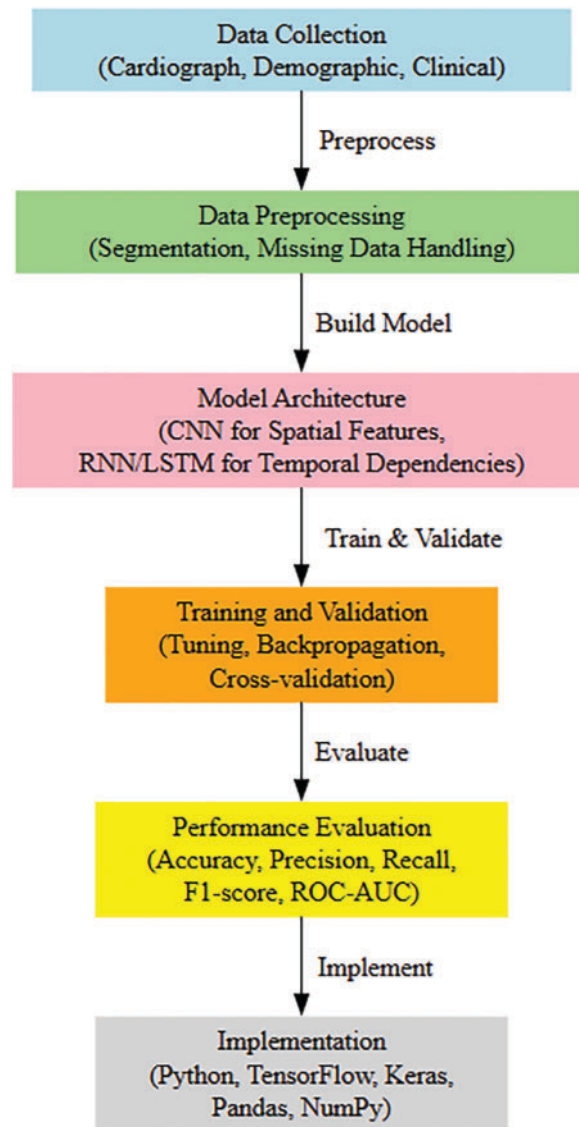 Data Collection
(Cardiograph, Demographic, Clinical)
Preprocess
Data Preprocessing
(Segmentation, Missing Data Handling)
Build Model
Model Architecture
(CNN for Spatial Features,
RNN/LSTM for Temporal Dependencies)
Train & Validate
Training and Validation
(Tuning, Backpropagation,
Cross-validation)
Evaluate
Performance Evaluation
(Accuracy, Precision, Recall,
F1-score, ROC-AUC)
Implement
Implementation
(Python, TensorFlow, Keras,
Pandas, NumPy)